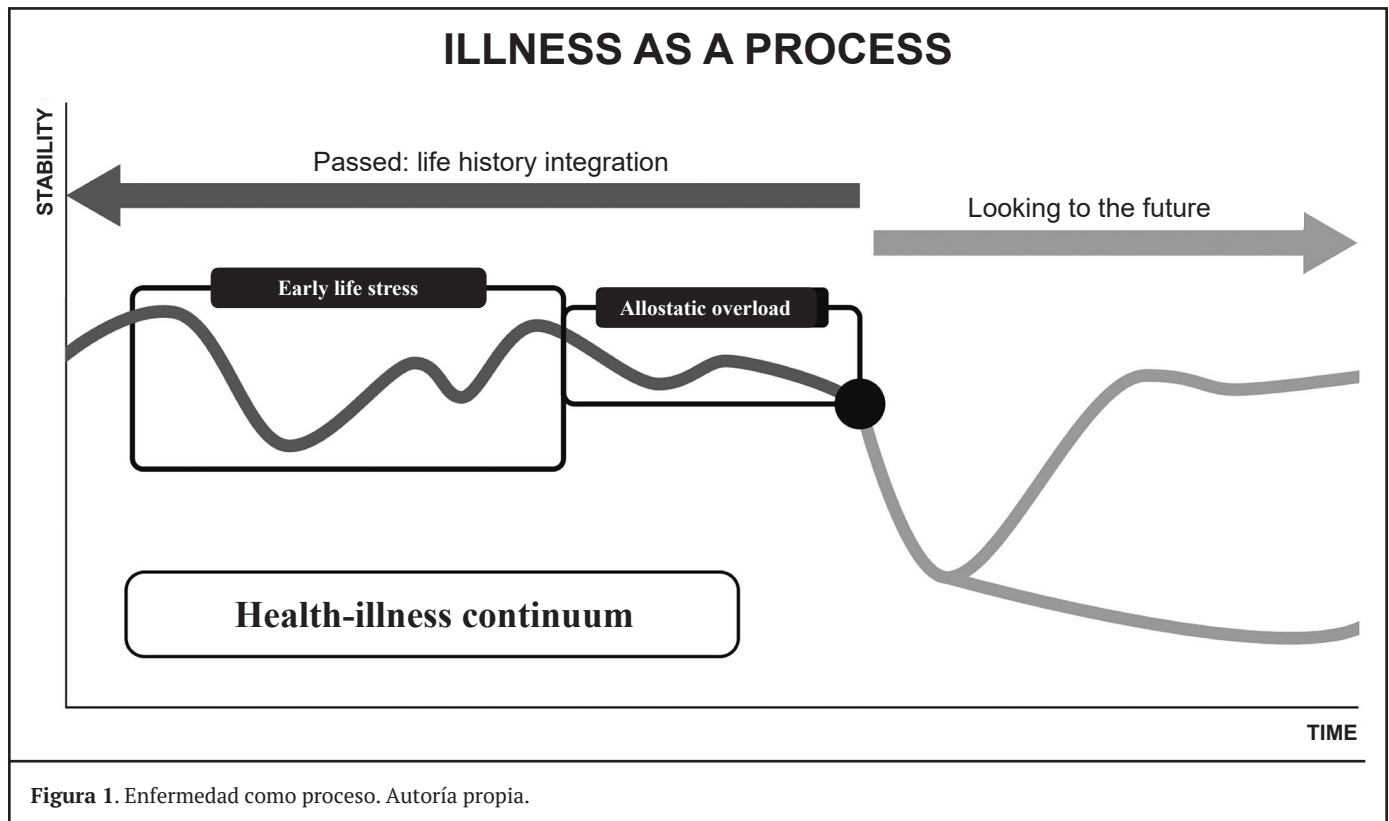 ILLNESS AS A PROCESS
STABILITY
Passed: life history integration
Looking to the future
Early life stress
Allostatic overload
Health-illness continuum
TIME
Figura 1. Enfermedad como proceso. Autoría propia.